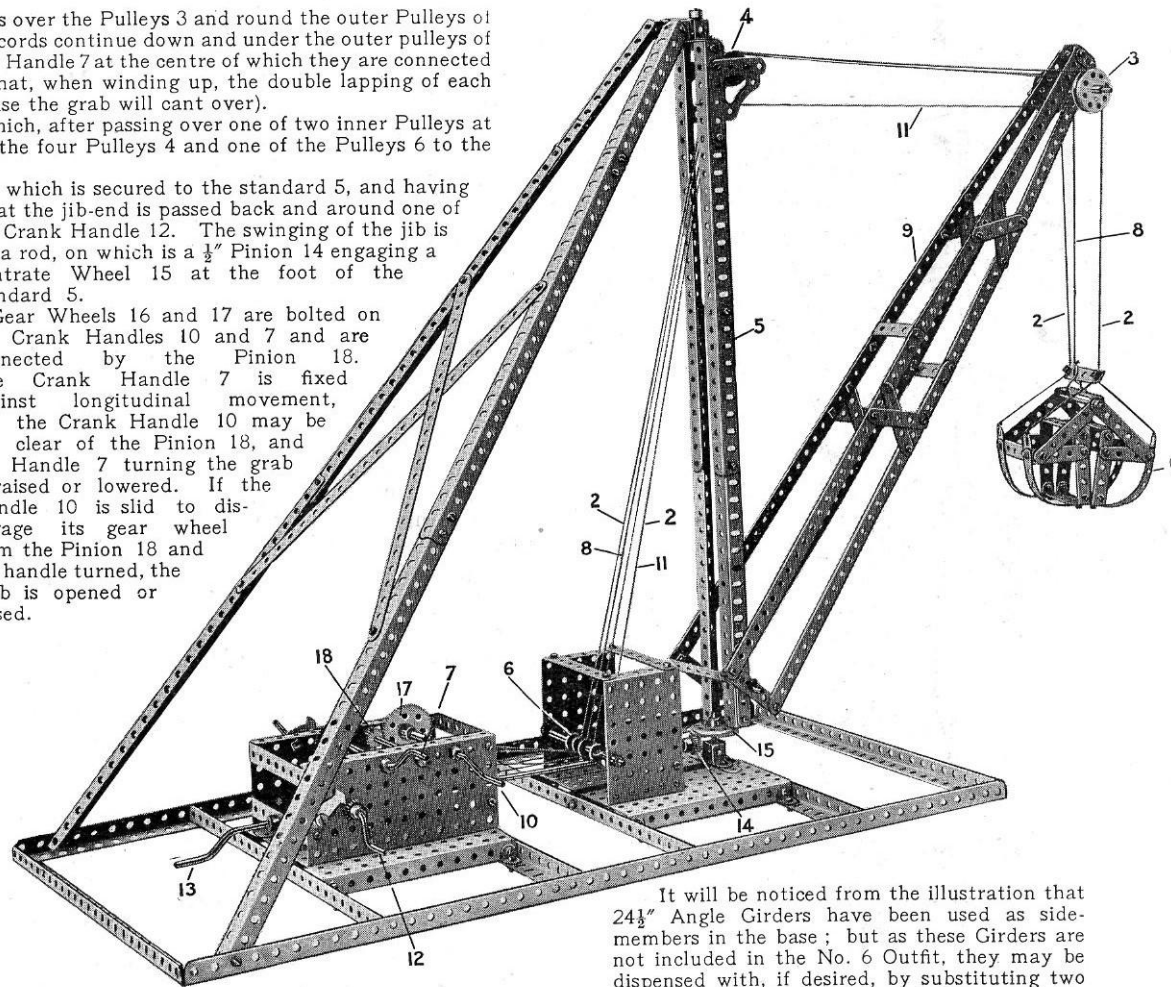 s over the Pulleys 3 and round the outer Pulleys of
cords continue down and under the outer pulleys of
Handle 7 at the centre of which they are connected
hat, when winding up, the double lapping of each
se the grab will cant over).
hich, after passing over one of two inner Pulleys at
the four Pulleys 4 and one of the Pulleys 6 to the
which is secured to the standard 5, and having
at the jib-end is passed back and around one of
Crank Handle 12. The swinging of the jib is
a rod, on which is a ½″ Pinion 14 engaging a
ntrate Wheel 15 at the foot of the
ndard 5.
Gear Wheels 16 and 17 are bolted on
Crank Handles 10 and 7 and are
nnected by the Pinion 18.
e Crank Handle 7 is fixed
inst longitudinal movement,
the Crank Handle 10 may be
clear of the Pinion 18, and
Handle 7 turning the grab
raised or lowered. If the
ndle 10 is slid to dis-
age its gear wheel
m the Pinion 18 and
handle turned, the
b is opened or
sed.
4
3
11
9
8
5
2
2
2
2
8
11
18
17
7
6
15
10
14
13
12
It will be noticed from the illustration that
24½″ Angle Girders have been used as side-
members in the base ; but as these Girders are
not included in the No. 6 Outfit, they may be
dispensed with, if desired, by substituting two